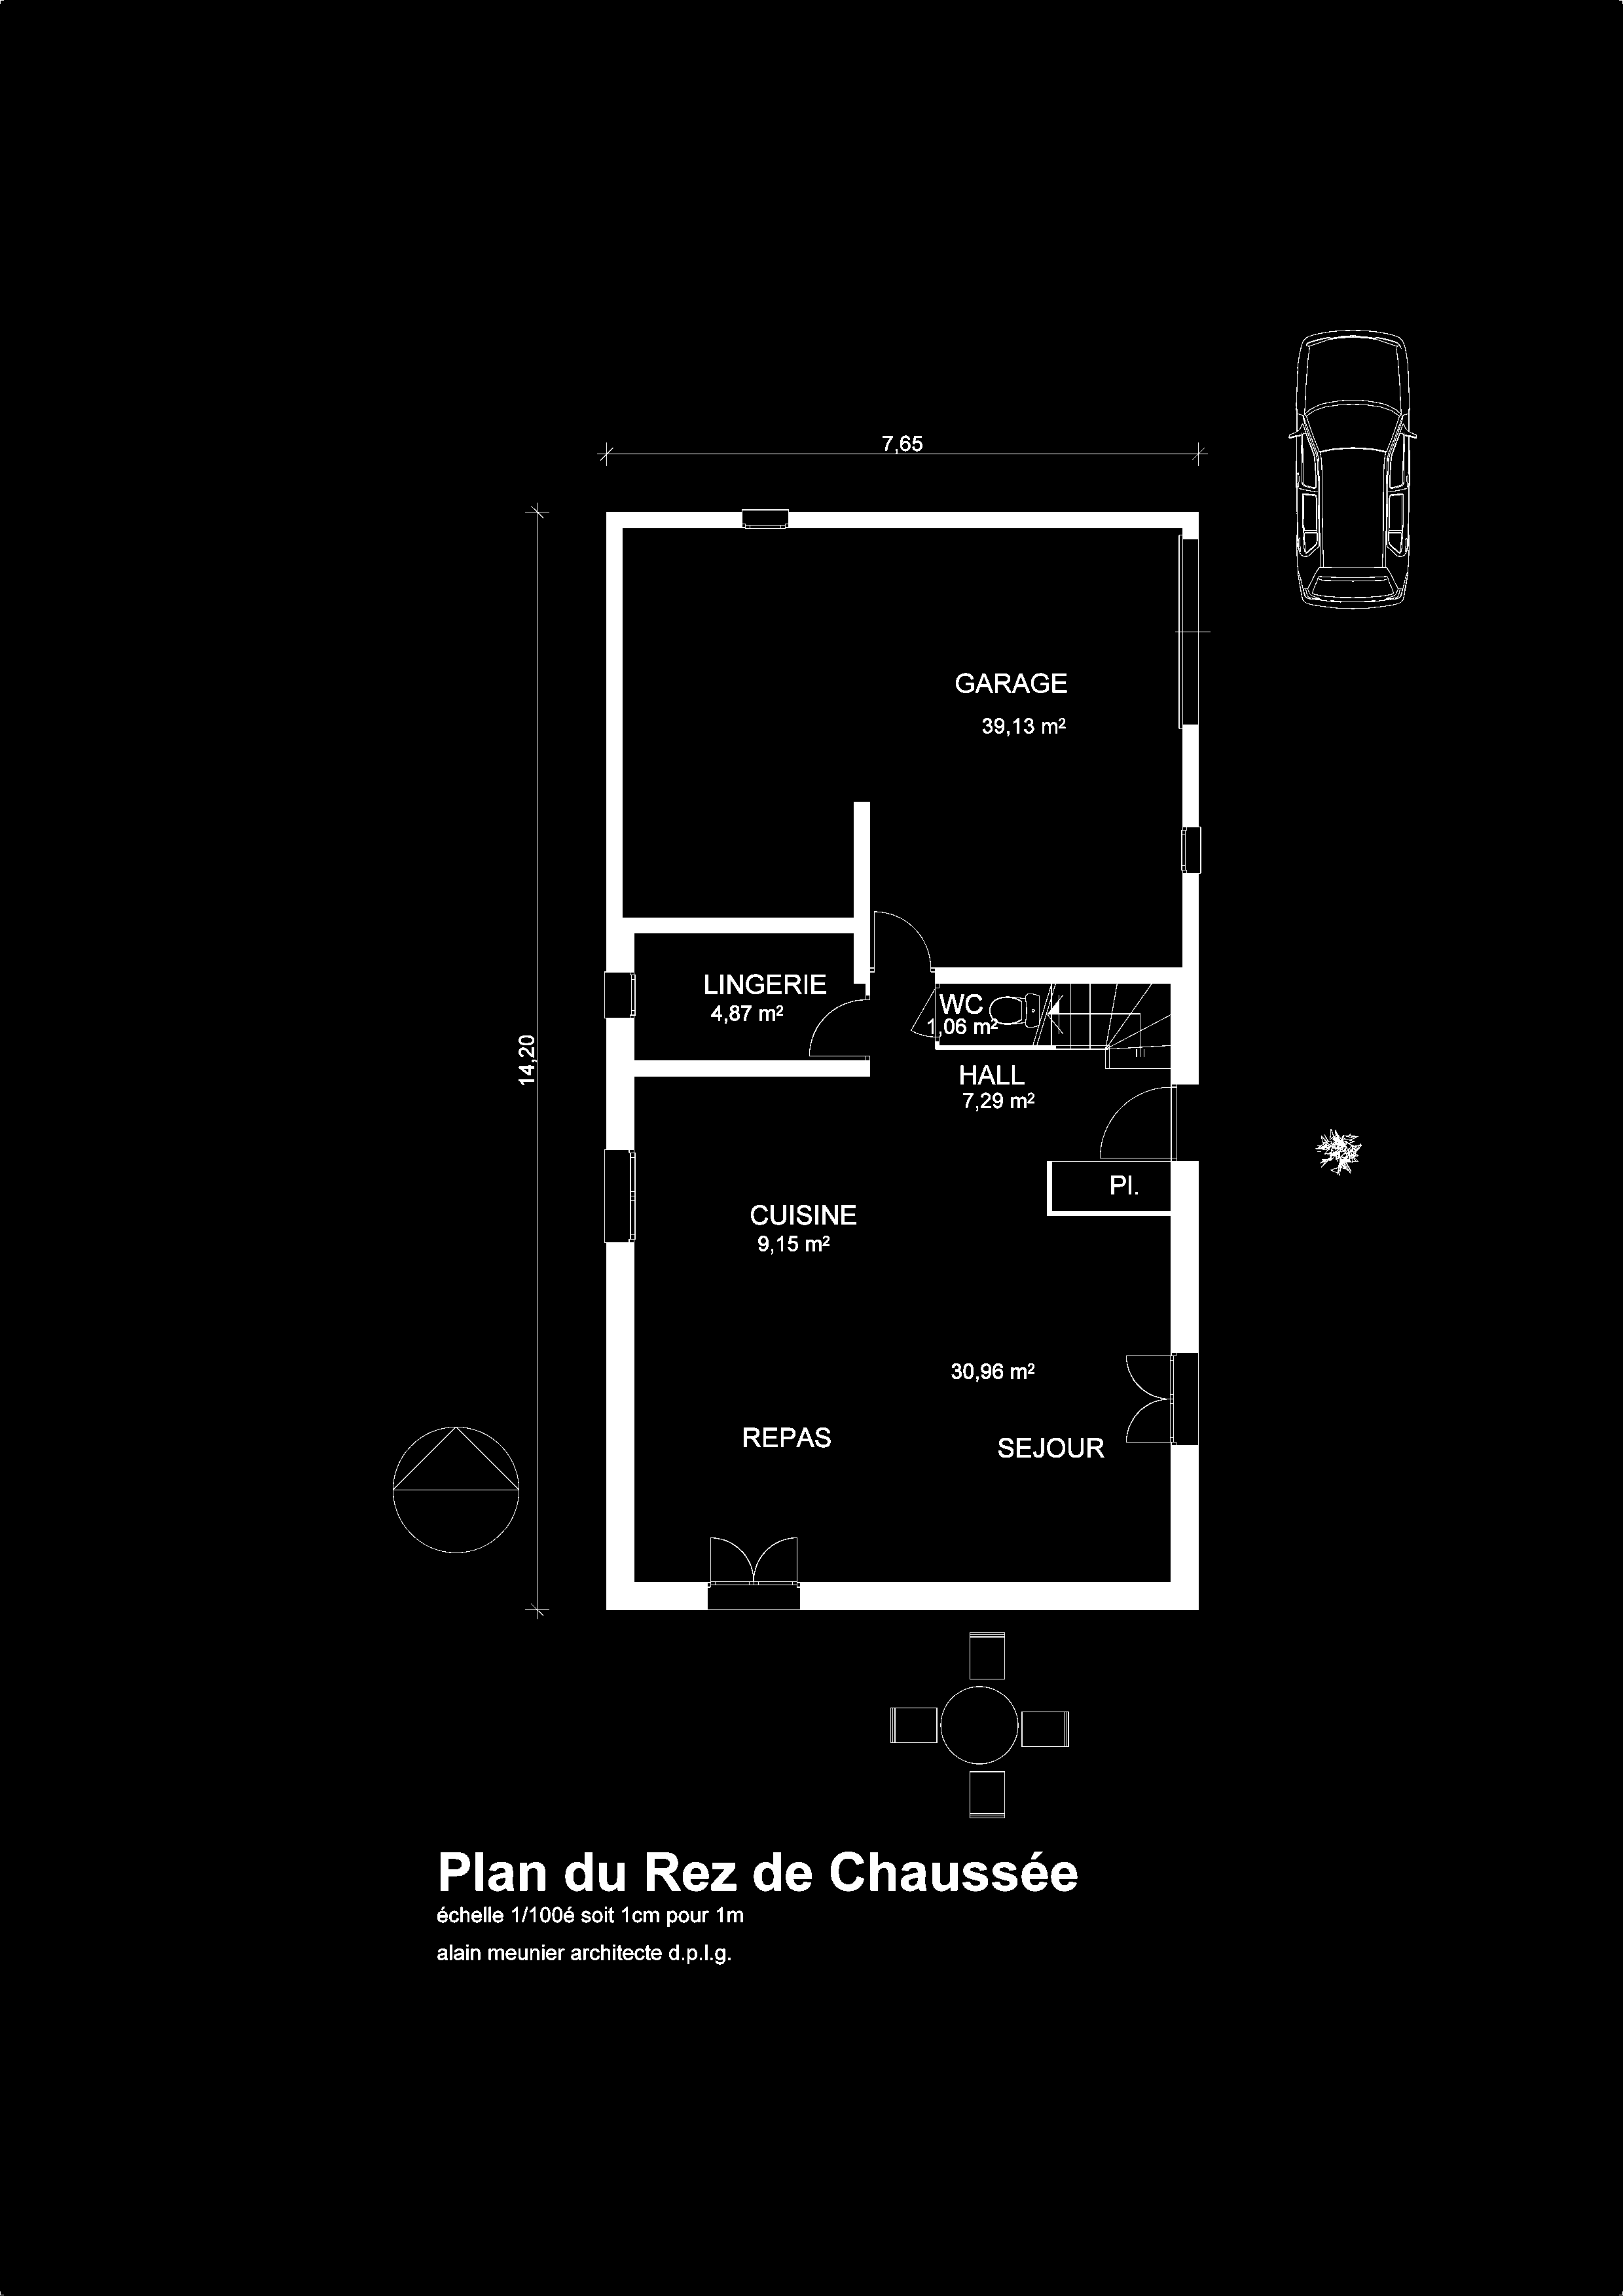 7,65
GARAGE
39,13 m²
LINGERIE
4,87 m²
WC
1,06 m²
14,20
HALL
7,29 m²
Pl.
CUISINE
9,15 m²
30,96 m²
REPAS
SEJOUR
Plan du Rez de Chaussée
échelle 1/100é soit 1cm pour 1m
alain meunier architecte d.p.l.g.